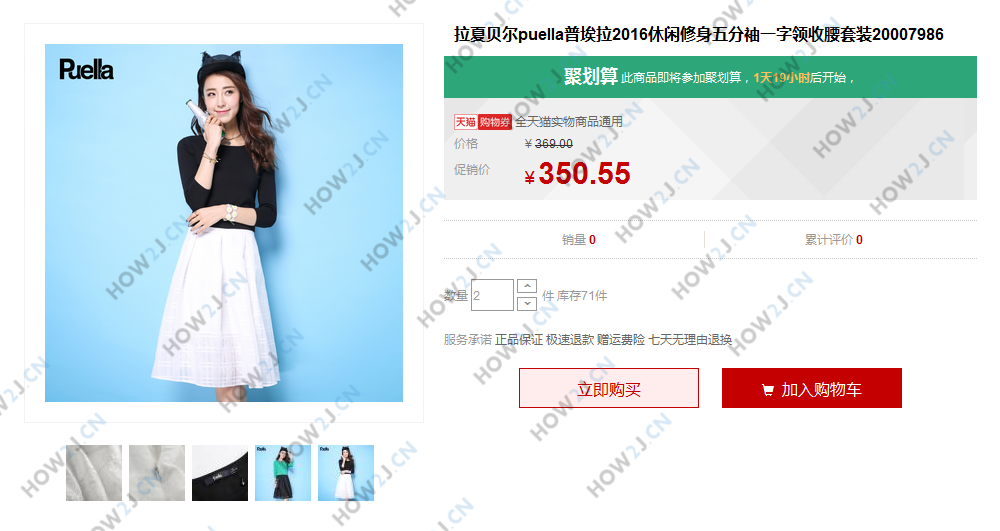 拉夏贝尔puella普埃拉2016休闲修身五分袖一字领收腰套装20007986
Puella
聚划算 此商品即将参加聚划算，1天19小时后开始，
天猫 购物券 全天猫实物商品通用
价格 ¥ 369.00
促销价 ¥ 350.55
销量 0 累计评价 0
数量 2 件 库存71件
服务承诺 正品保证 极速退款 赠运费险 七天无理由退换
立即购买 加入购物车
Puella Puella
HOW2J.CN